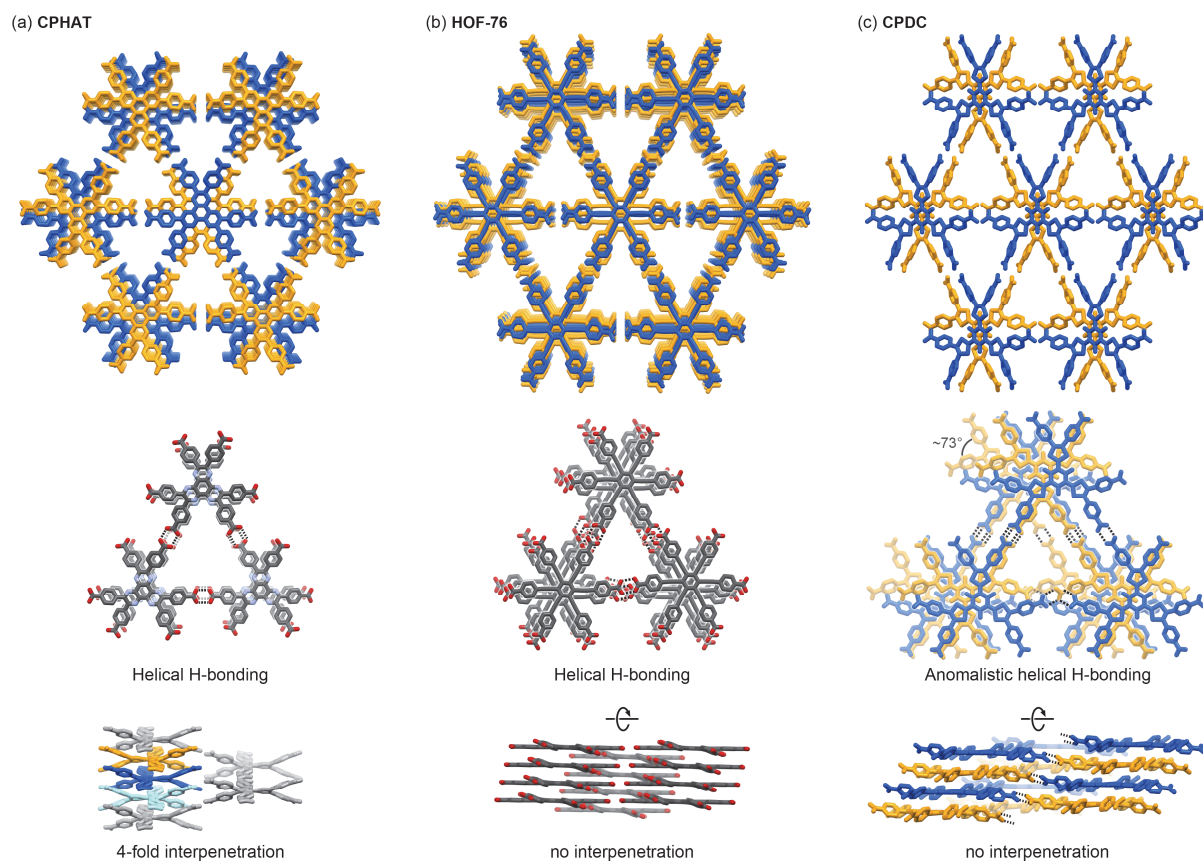 (a) CPHAT
(b) HOF-76
(c) CPDC
~73°
Helical H-bonding
Helical H-bonding
Anomalistic helical H-bonding
4-fold interpenetration
no interpenetration
no interpenetration